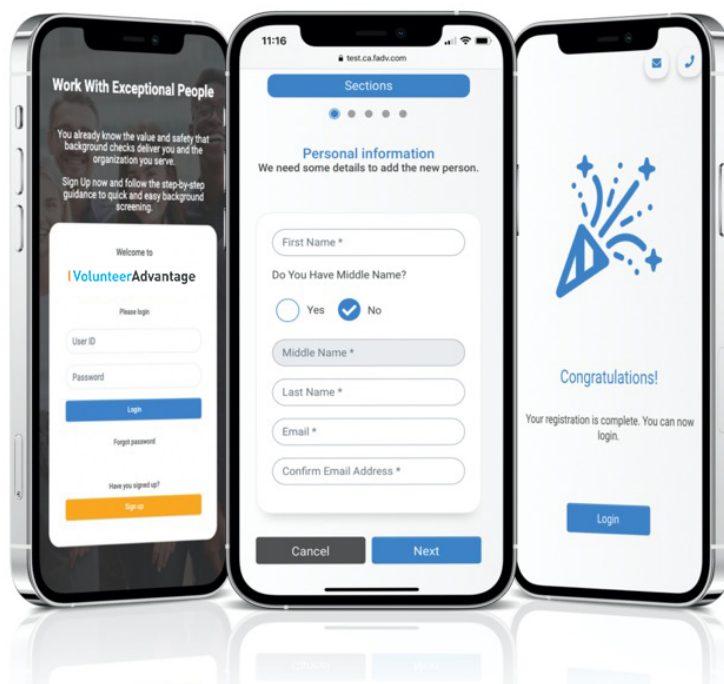 Work With Exceptional People
You already know the value and safety that
background checks deliver you and the
organization you serve.
Sign Up now and follow the step-by-step
guidance to quick and easy background
screening.
Welcome to
VolunteerAdvantage
Please login
User ID
Password
Login
Forgot password
Have you signed up?
Sign up
11:16
test.ca.fadv.com
Sections
Personal information
We need some details to add the new person.
First Name *
Do You Have Middle Name?
Yes No
Middle Name *
Last Name *
Email *
Confirm Email Address *
Cancel Next
Congratulations!
Your registration is complete. You can now
login.
Login